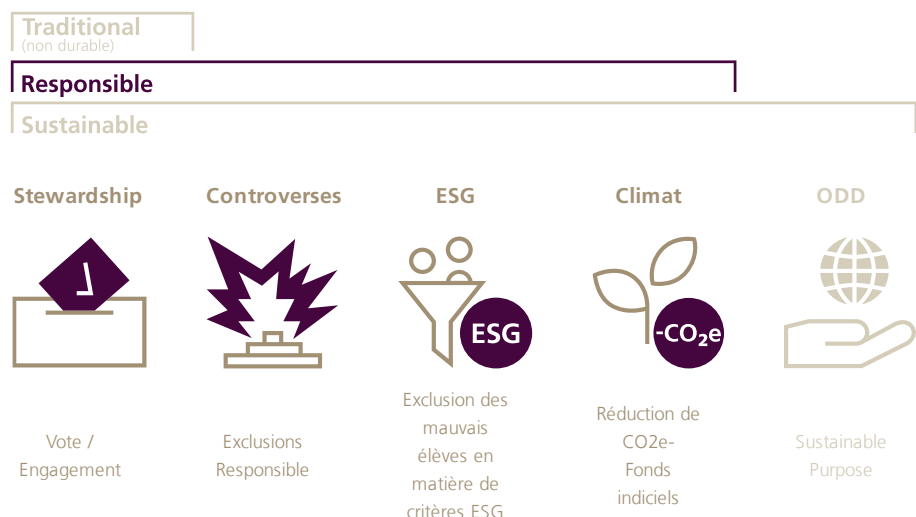 Traditional
(non durable)
Responsible
Sustainable
Stewardship
Controverses
ESG
Climat
ODD
ESG
-CO₂e
Vote /
Engagement
Exclusions
Responsible
Exclusion des
mauvais
élèves en
matière de
critères ESG
Réduction de
CO2e-
Fonds
indiciels
Sustainable
Purpose